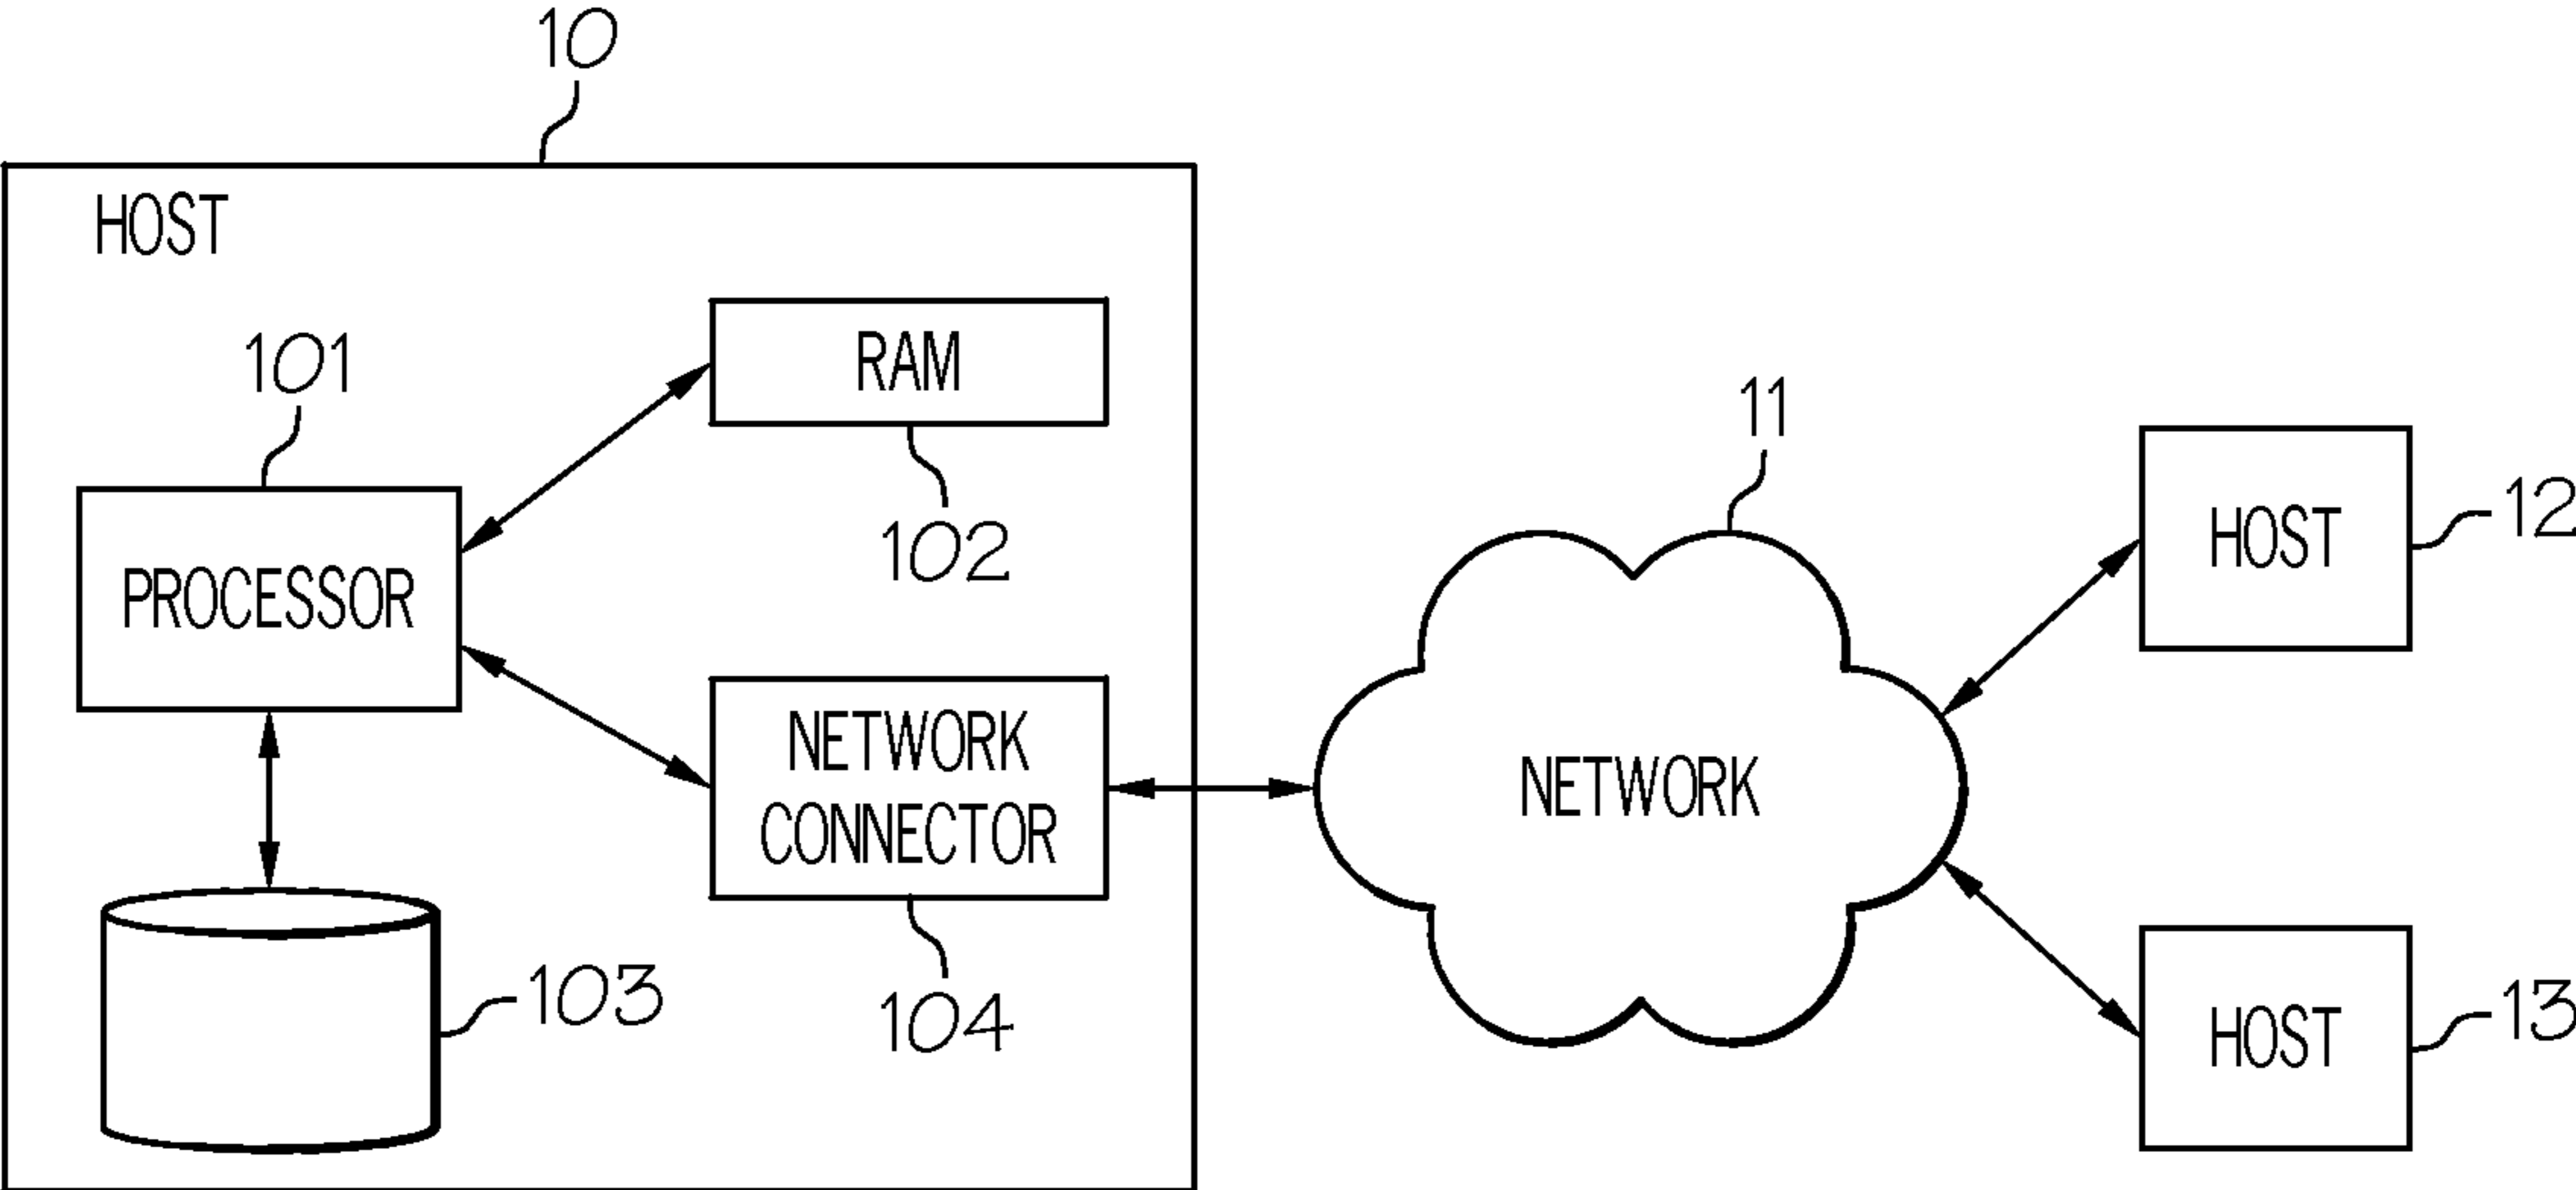 10
HOST
101
RAM
102
PROCESSOR
NETWORK
CONNECTOR
103
104
11
NETWORK
HOST
12
HOST
13